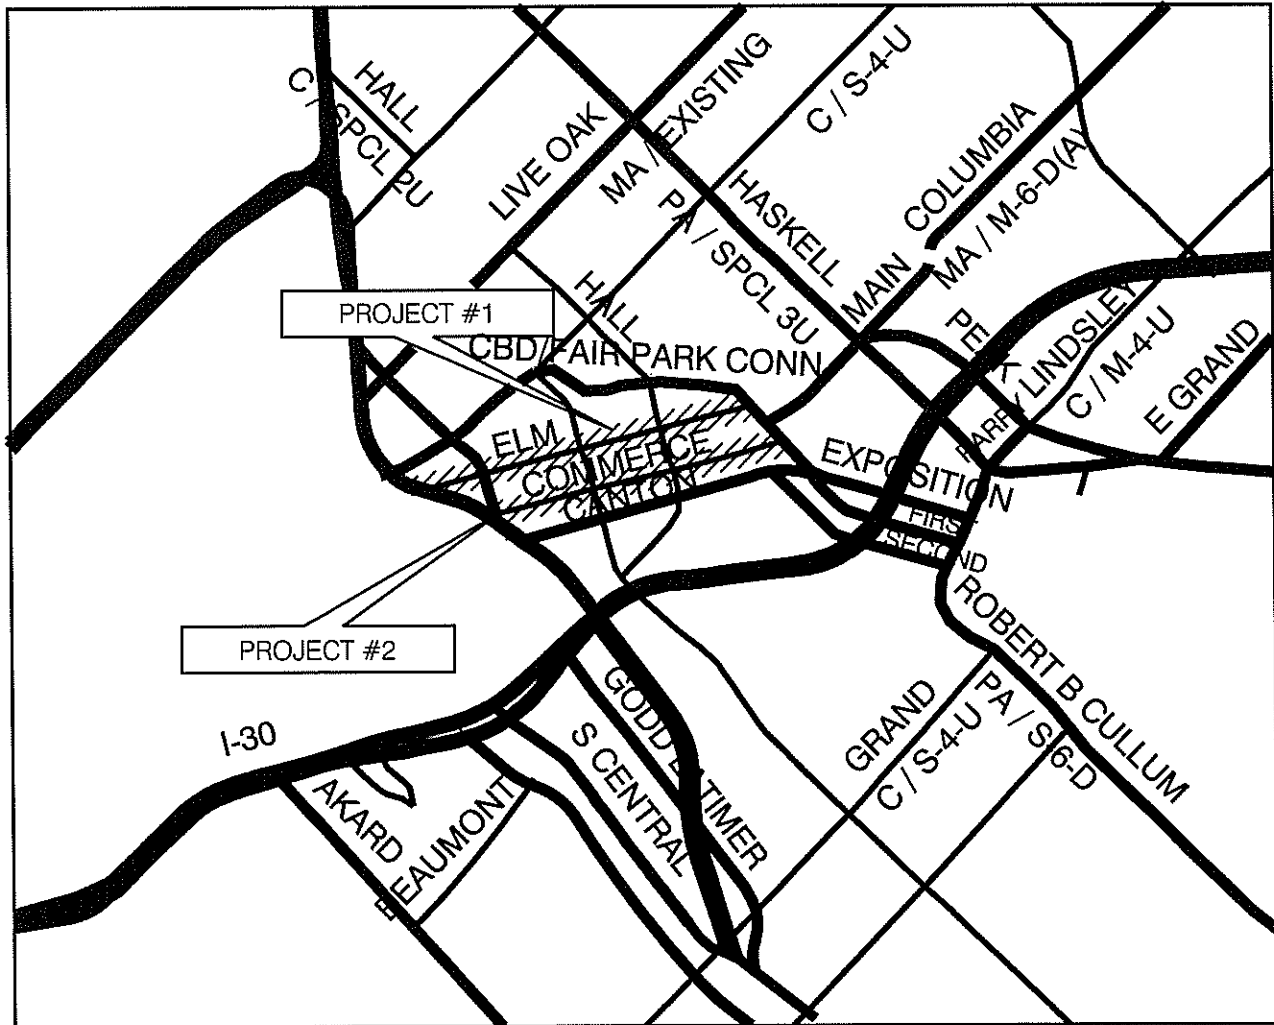 HALL
C / SPCL 2U
LIVE OAK
MA / EXISTING
C / S-4-U
HASKELL
PA / SPCL 3U
COLUMBIA
MA / M-6-D(A)
MAIN
HALL
PROJECT #1
CBD/FAIR PARK CONN
PEAK
PARRY LINDSLEY
C / M-4-U
E GRAND
ELM
COMMERCE
CANTON
EXPOSITION
FIRST
SECOND
PROJECT #2
ROBERT B CULLUM
PA / S-6-D
GRAND
C / S-4-U
GOOD LATIMER
S CENTRAL
I-30
AKARD
BEAUMONT